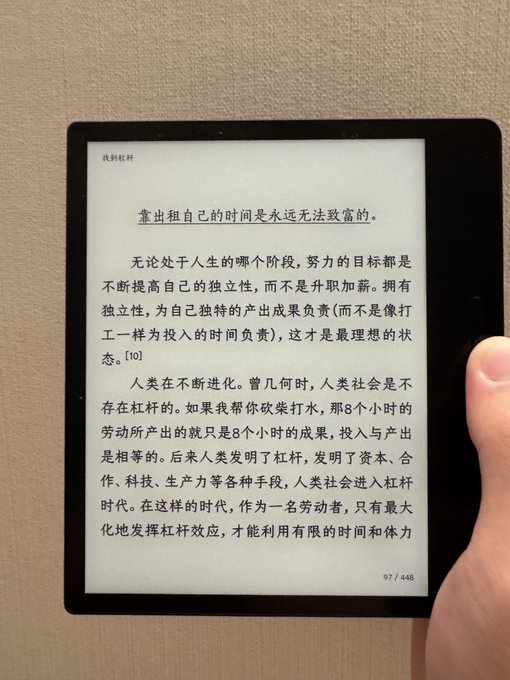 找到杠杆
靠出租自己的时间是永远无法致富的。
无论处于人生的哪个阶段，努力的目标都是
不断提高自己的独立性，而不是升职加薪。拥有
独立性，为自己独特的产出成果负责（而不是像打
工一样为投入的时间负责），这才是最理想的状
态。[10]
人类在不断进化。曾几何时，人类社会是不
存在杠杆的。如果我帮你砍柴打水，那8个小时的
劳动所产出的就只是8个小时的成果，投入与产出
是相等的。后来人类发明了杠杆，发明了资本、合
作、科技、生产力等各种手段，人类社会进入杠杆
时代。在这样的时代，作为一名劳动者，只有最大
化地发挥杠杆效应，才能利用有限的时间和体力
97 / 448